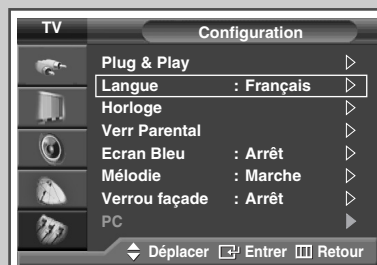 TV
Configuration
Plug & Play
Langue : Français
Horloge
Verr Parental
Ecran Bleu : Arrêt
Mélodie : Marche
Verrou façade : Arrêt
PC
Déplacer Entrer Retour